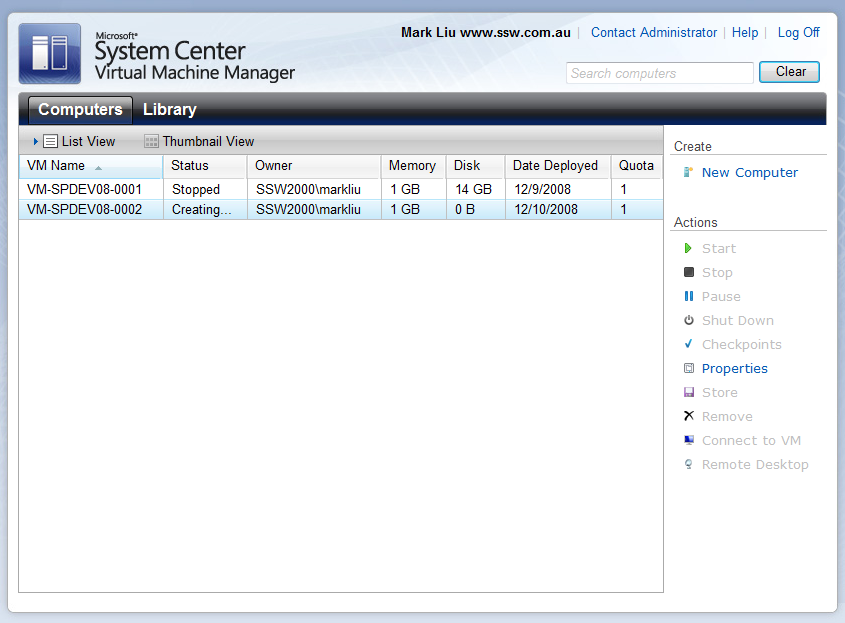 Microsoft®
System Center
Virtual Machine Manager
Mark Liu www.ssw.com.au | Contact Administrator | Help | Log Off
Search computers Clear
Computers Library
List View Thumbnail View
VM Name Status Owner Memory Disk Date Deployed Quota
VM-SPDEV08-0001 Stopped SSW2000\markliu 1 GB 14 GB 12/9/2008 1
VM-SPDEV08-0002 Creating... SSW2000\markliu 1 GB 0 B 12/10/2008 1
Create
New Computer
Actions
Start
Stop
Pause
Shut Down
Checkpoints
Properties
Store
Remove
Connect to VM
Remote Desktop